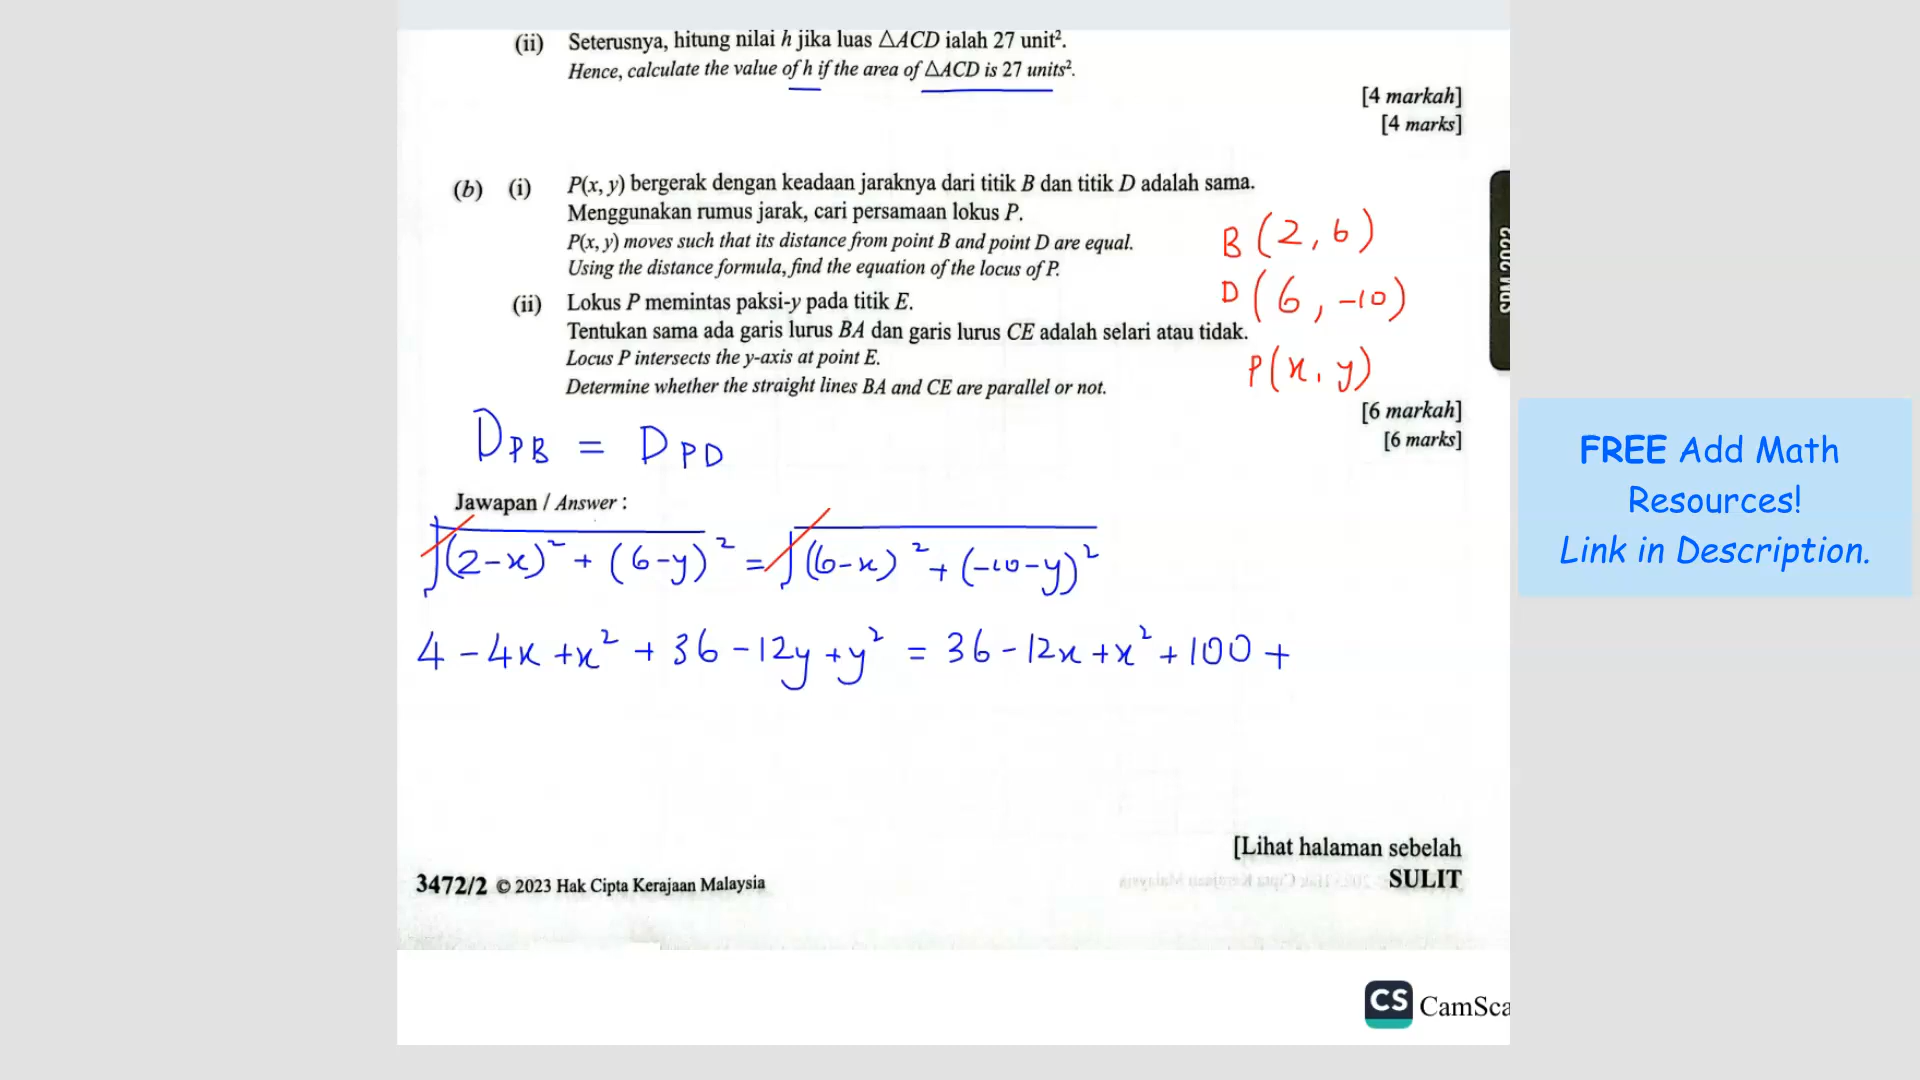 (ii) Seterusnya, hitung nilai h jika luas △ACD ialah 27 unit².
Hence, calculate the value of h if the area of △ACD is 27 units².
[4 markah]
[4 marks]
(b) (i) P(x, y) bergerak dengan keadaan jaraknya dari titik B dan titik D adalah sama.
Menggunakan rumus jarak, cari persamaan lokus P.
P(x, y) moves such that its distance from point B and point D are equal.
Using the distance formula, find the equation of the locus of P.
B (2, 6)
D (6, -10)
P(x, y)
(ii) Lokus P memintas paksi-y pada titik E.
Tentukan sama ada garis lurus BA dan garis lurus CE adalah selari atau tidak.
Locus P intersects the y-axis at point E.
Determine whether the straight lines BA and CE are parallel or not.
[6 markah]
[6 marks]
D PB = D PD
Jawapan / Answer :
√(2-x)² + (6-y)² = √(6-x)² + (-10-y)²
4 - 4x + x² + 36 - 12y + y² = 36 - 12x + x² + 100 +
[Lihat halaman sebelah
3472/2 © 2023 Hak Cipta Kerajaan Malaysia
SULIT
CS CamSca
FREE Add Math
Resources!
Link in Description.